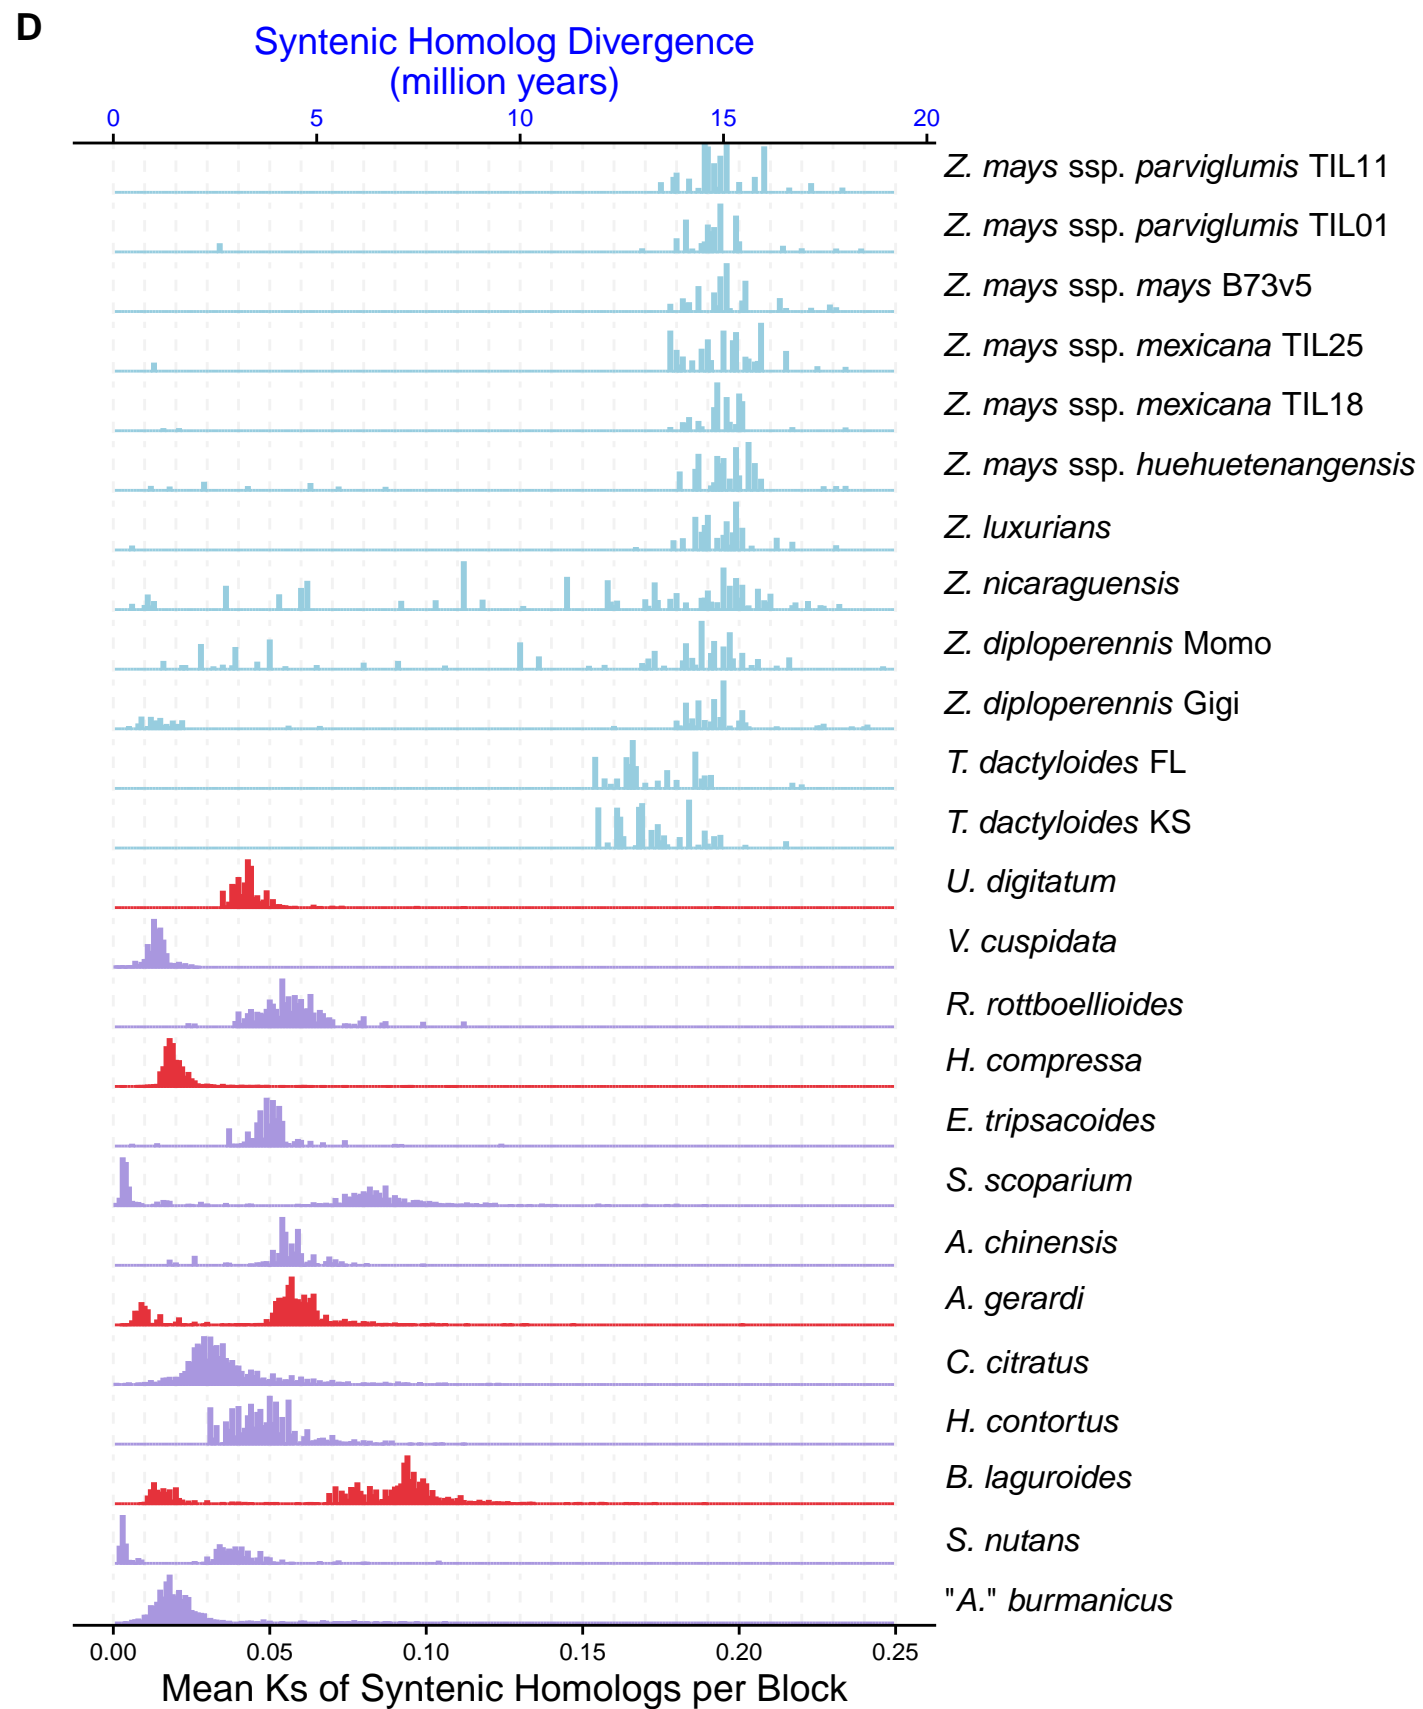 D
Syntenic Homolog Divergence
(million years)
0 5 10 15 20
Z. mays ssp. parviglumis TIL11
Z. mays ssp. parviglumis TIL01
Z. mays ssp. mays B73v5
Z. mays ssp. mexicana TIL25
Z. mays ssp. mexicana TIL18
Z. mays ssp. huehuetenangensis
Z. luxurians
Z. nicaraguensis
Z. diploperennis Momo
Z. diploperennis Gigi
T. dactyloides FL
T. dactyloides KS
U. digitatum
V. cuspidata
R. rottboellioides
H. compressa
E. tripsacoides
S. scoparium
A. chinensis
A. gerardi
C. citratus
H. contortus
B. laguroides
S. nutans
"A." burmanicus
0.00 0.05 0.10 0.15 0.20 0.25
Mean Ks of Syntenic Homologs per Block